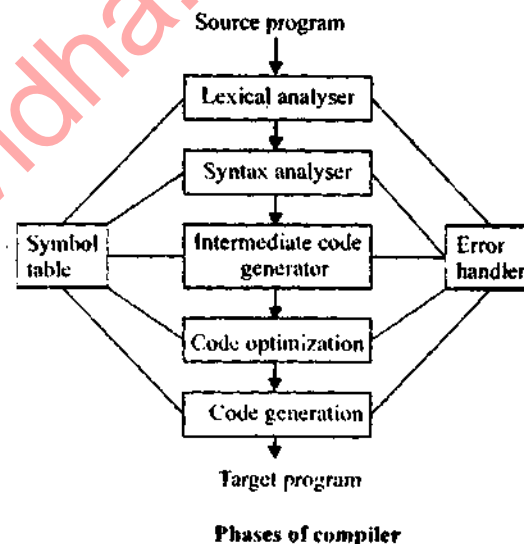 Source program
Lexical analyser
Syntax analyser
Symbol
table
Intermediate code
generator
Error
handler
Code optimization
Code generation
Target program
Phases of compiler